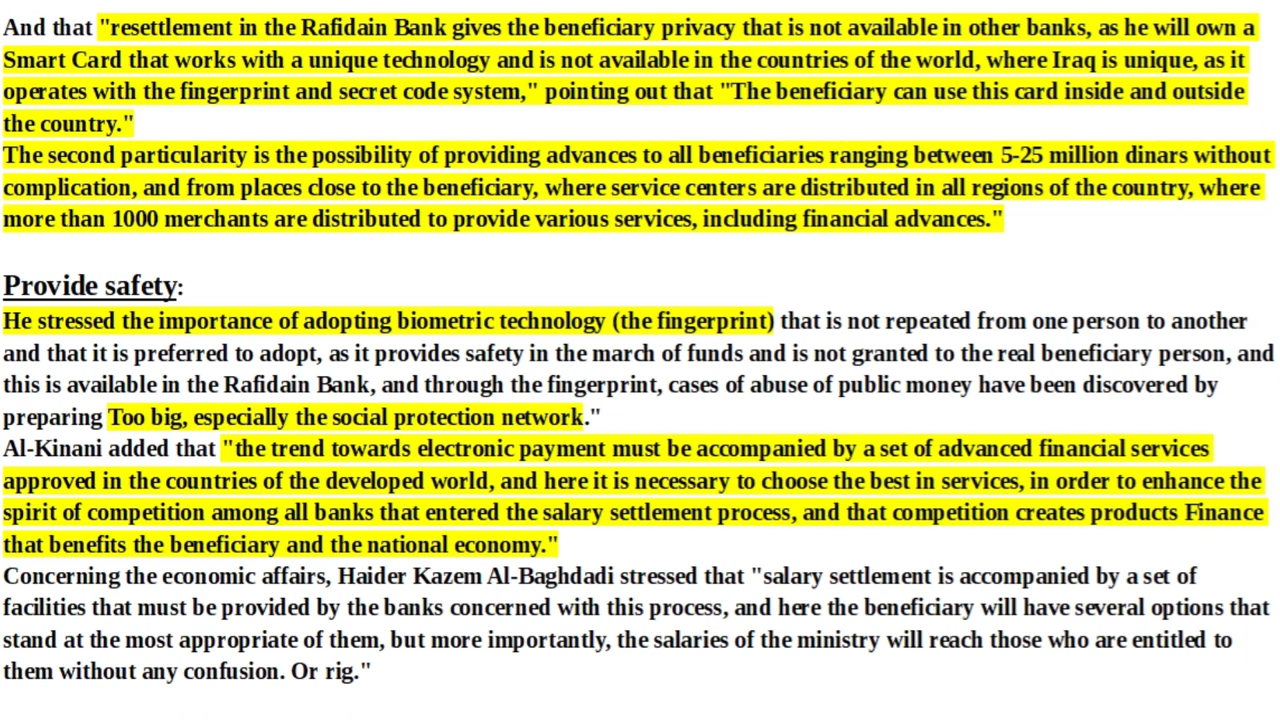 And that "resettlement in the Rafidain Bank gives the beneficiary privacy that is not available in other banks, as he will own a
Smart Card that works with a unique technology and is not available in the countries of the world, where Iraq is unique, as it
operates with the fingerprint and secret code system," pointing out that "The beneficiary can use this card inside and outside
the country."
The second particularity is the possibility of providing advances to all beneficiaries ranging between 5-25 million dinars without
complication, and from places close to the beneficiary, where service centers are distributed in all regions of the country, where
more than 1000 merchants are distributed to provide various services, including financial advances."
Provide safety:
He stressed the importance of adopting biometric technology (the fingerprint) that is not repeated from one person to another
and that it is preferred to adopt, as it provides safety in the march of funds and is not granted to the real beneficiary person, and
this is available in the Rafidain Bank, and through the fingerprint, cases of abuse of public money have been discovered by
preparing Too big, especially the social protection network."
Al-Kinani added that "the trend towards electronic payment must be accompanied by a set of advanced financial services
approved in the countries of the developed world, and here it is necessary to choose the best in services, in order to enhance the
spirit of competition among all banks that entered the salary settlement process, and that competition creates products Finance
that benefits the beneficiary and the national economy."
Concerning the economic affairs, Haider Kazem Al-Baghdadi stressed that "salary settlement is accompanied by a set of
facilities that must be provided by the banks concerned with this process, and here the beneficiary will have several options that
stand at the most appropriate of them, but more importantly, the salaries of the ministry will reach those who are entitled to
them without any confusion. Or rig."